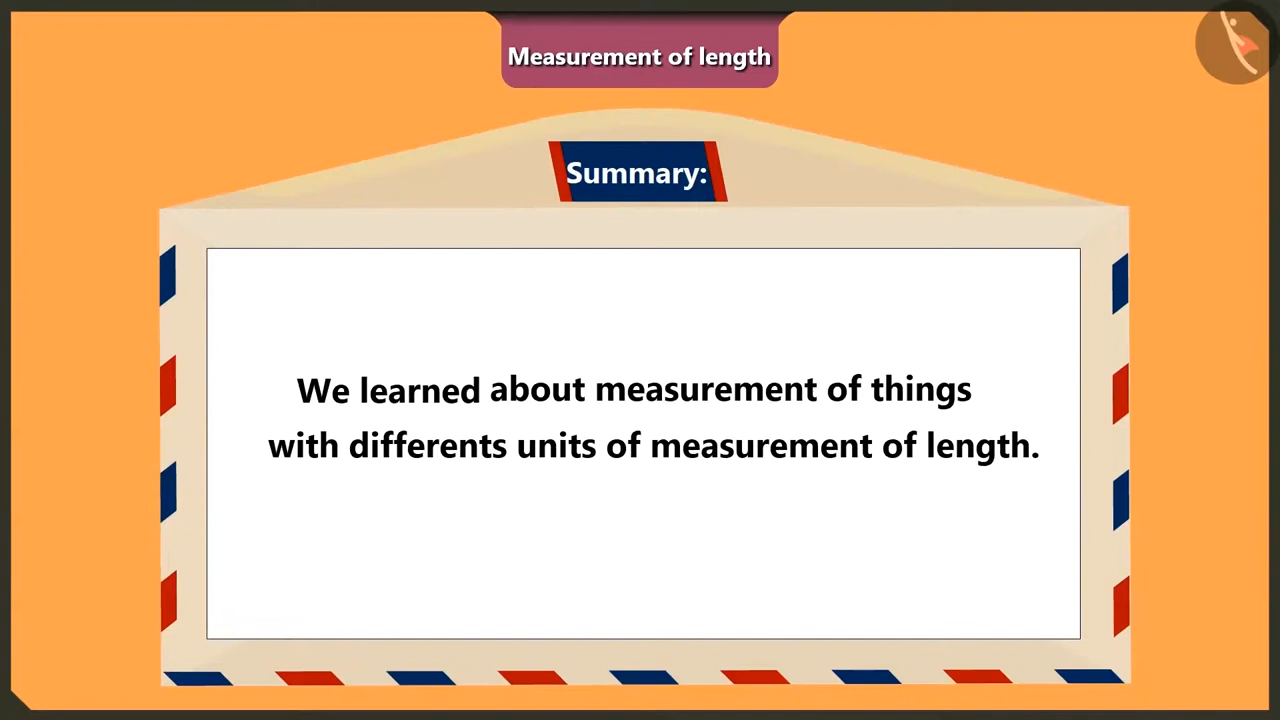 Measurement of length
Summary:
We learned about measurement of things
with differents units of measurement of length.